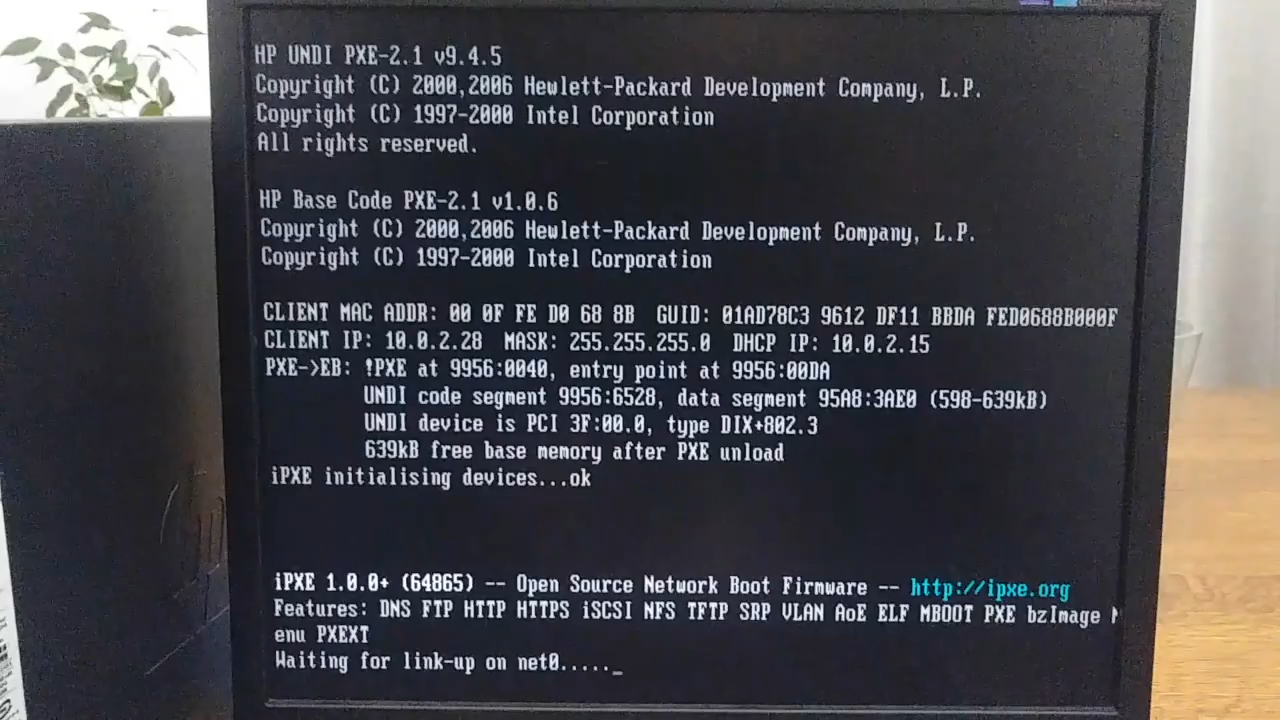 HP UNDI PXE-2.1 v9.4.5
Copyright (C) 2000,2006 Hewlett-Packard Development Company, L.P.
Copyright (C) 1997-2000 Intel Corporation
All rights reserved.
HP Base Code PXE-2.1 v1.0.6
Copyright (C) 2000,2006 Hewlett-Packard Development Company, L.P.
Copyright (C) 1997-2000 Intel Corporation
CLIENT MAC ADDR: 00 0F FE D0 68 8B  GUID: 01AD78C3 9612 DF11 BBDA FED0688B000F
CLIENT IP: 10.0.2.28  MASK: 255.255.255.0  DHCP IP: 10.0.2.15
PXE->EB: !PXE at 9956:0040, entry point at 9956:00DA
UNDI code segment 9956:6528, data segment 95A8:3AE0 (598-639kB)
UNDI device is PCI 3F:00.0, type DIX+802.3
639kB free base memory after PXE unload
iPXE initialising devices...ok
iPXE 1.0.0+ (64865) -- Open Source Network Boot Firmware -- http://ipxe.org
Features: DNS FTP HTTP HTTPS iSCSI NFS TFTP SRP VLAN AoE ELF MBOOT PXE bzImage M
enu PXEXT
Waiting for link-up on net0....._